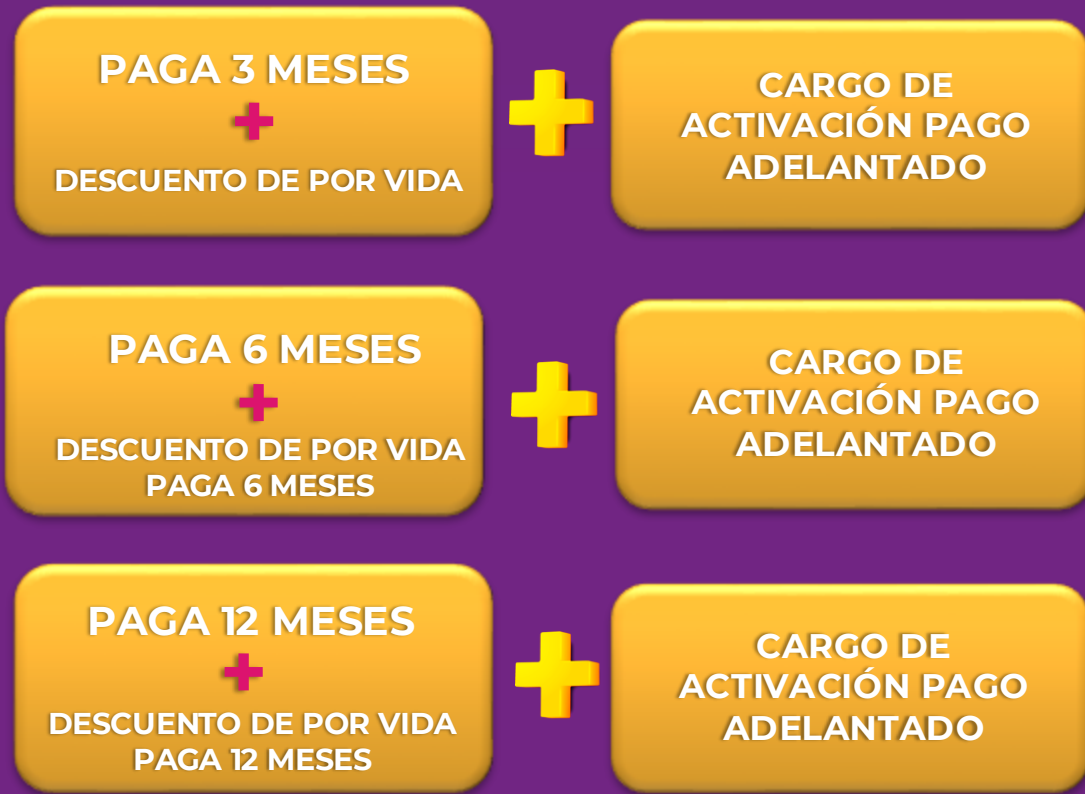 PAGA 3 MESES
+
DESCUENTO DE POR VIDA
+
CARGO DE
ACTIVACIÓN PAGO
ADELANTADO
PAGA 6 MESES
+
DESCUENTO DE POR VIDA
PAGA 6 MESES
+
CARGO DE
ACTIVACIÓN PAGO
ADELANTADO
PAGA 12 MESES
+
DESCUENTO DE POR VIDA
PAGA 12 MESES
+
CARGO DE
ACTIVACIÓN PAGO
ADELANTADO